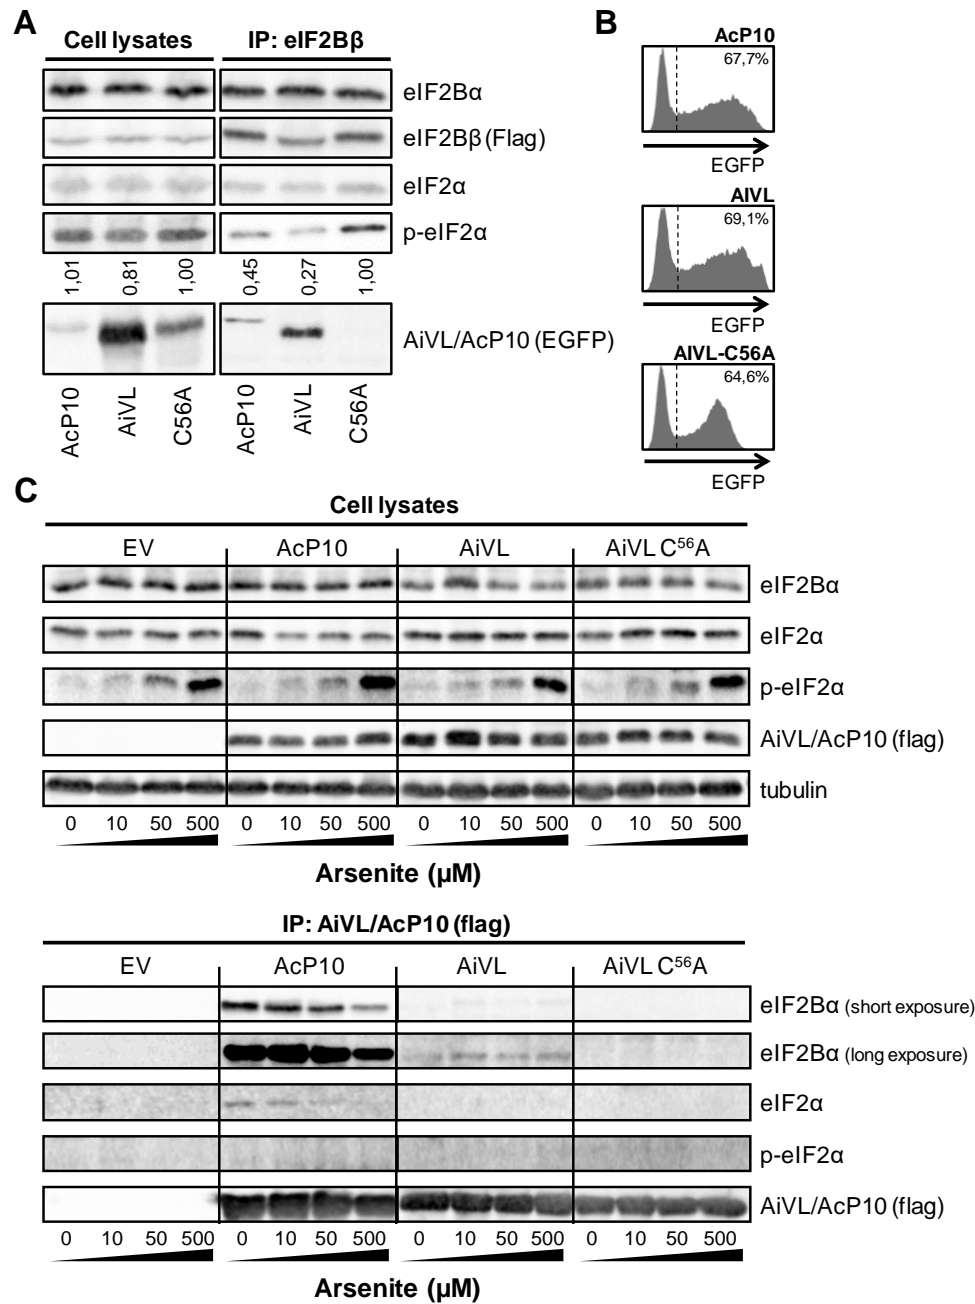 A
Cell lysates
IP: eIF2Bβ
eIF2Bα
eIF2Bβ (Flag)
eIF2α
p-eIF2α
1,01 0,81 1,00 0,45 0,27 1,00
AiVL/AcP10 (EGFP)
AcP10 AiVL C56A AcP10 AiVL C56A
B
AcP10
67,7%
EGFP
AIVL
69,1%
EGFP
AIVL-C56A
64,6%
EGFP
C
Cell lysates
EV AcP10 AiVL AiVL C⁵⁶A
eIF2Bα
eIF2α
p-eIF2α
AiVL/AcP10 (flag)
tubulin
0 10 50 500 0 10 50 500 0 10 50 500 0 10 50 500
Arsenite (µM)
IP: AiVL/AcP10 (flag)
EV AcP10 AiVL AiVL C⁵⁶A
eIF2Bα (short exposure)
eIF2Bα (long exposure)
eIF2α
p-eIF2α
AiVL/AcP10 (flag)
0 10 50 500 0 10 50 500 0 10 50 500 0 10 50 500
Arsenite (µM)